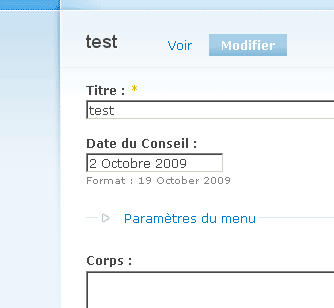 test Voir Modifier
Titre : *
test
Date du Conseil :
2 Octobre 2009
Format : 19 October 2009
Paramètres du menu
Corps :